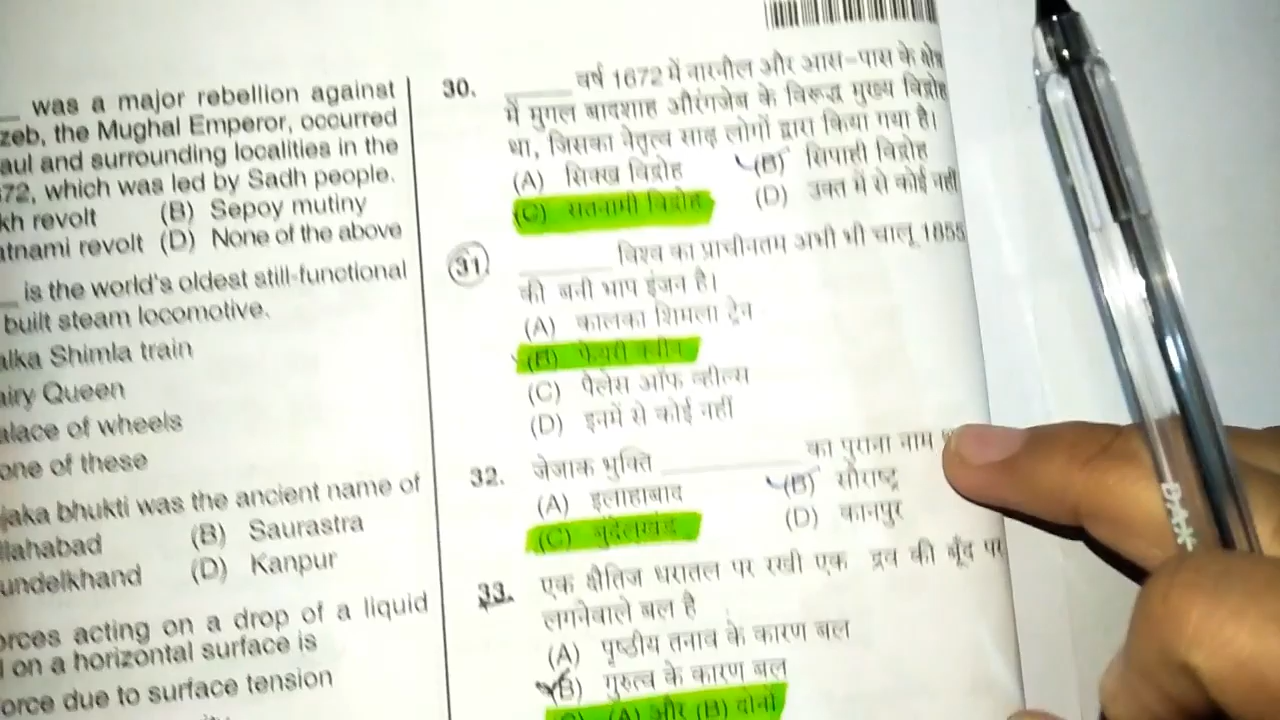 was a major rebellion against
zeb, the Mughal Emperor, occurred
aul and surrounding localities in the
72, which was led by Sadh people.
kh revolt (B) Sepoy mutiny
atnami revolt (D) None of the above
is the world's oldest still-functional
built steam locomotive.
alka Shimla train
airy Queen
alace of wheels
one of these
jaka bhukti was the ancient name of
llahabad (B) Saurastra
undelkhand (D) Kanpur
orces acting on a drop of a liquid
on a horizontal surface is
orce due to surface tension
30. ______ वर्ष 1672 में नारनौल और आस-पास के क्षेत्र
में मुगल बादशाह औरंगजेब के विरूद्ध मुख्य विद्रोह
था, जिसका नेतृत्व साध लोगों द्वारा किया गया है।
(A) सिक्ख विद्रोह (B) सिपाही विद्रोह
(C) सतनामी विद्रोह (D) उक्त में से कोई नहीं
31. ______ विश्व का प्राचीनतम अभी भी चालू 1855
की बनी भाप इंजन है।
(A) कालका शिमला ट्रेन
(B) फेयरी क्वीन
(C) पैलेस ऑफ व्हील्स
(D) इनमें से कोई नहीं
32. जेजाक भुक्ति ______ का पुराना नाम
(A) इलाहाबाद (B) सौराष्ट्र
(C) बुंदेलखंड (D) कानपुर
33. एक क्षैतिज धरातल पर रखी एक द्रव की बूँद पर
लगनेवाले बल है
(A) पृष्ठीय तनाव के कारण बल
(B) गुरुत्व के कारण बल
(C) (A) और (B) दोनों